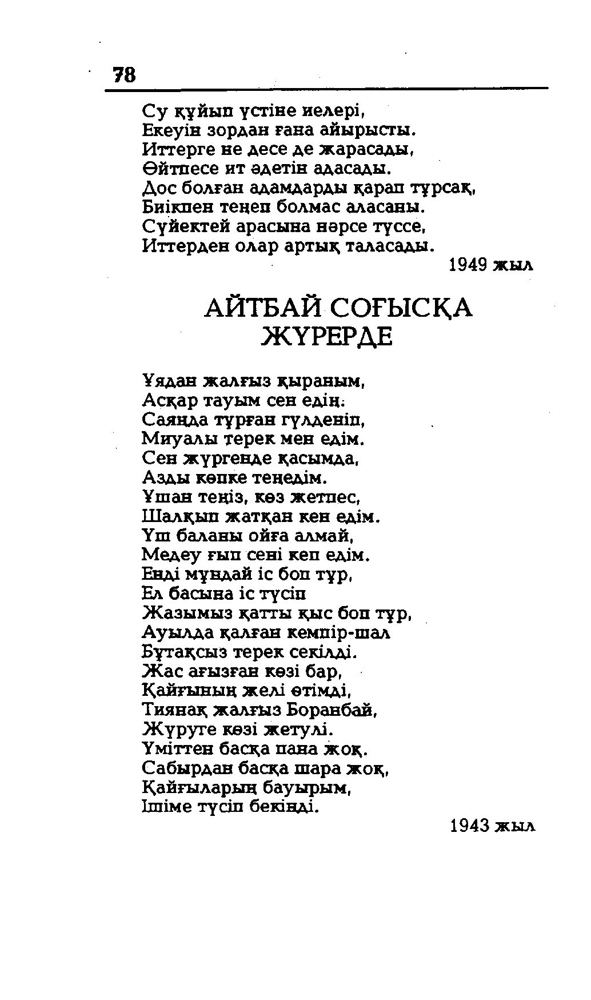 78
Су құйып үстіне иелері,
Екеуін зордан ғана айырысты.
Иттерге не десе де жарасады,
Өйтпесе ит әдетін адасады.
Дос болған адамдарды қарап тұрсақ,
Биікпен теңеп болмас аласаны.
Сүйектей арасына нәрсе түссе,
Иттерден олар артық таласады.
1949 жыл
АЙТБАЙ СОҒЫСҚА
ЖҮРЕРДЕ
Ұядан жалғыз қыраным,
Асқар тауым сен едің.
Саяңда тұрған гүлденіп,
Миуалы терек мен едім.
Сен жүргенде қасымда,
Азды көпке теңедім.
Ұшан теңіз, көз жетпес,
Шалқып жатқан кен едім.
Үш баланы ойға алмай,
Медеу ғып сені кеп едім.
Енді мұндай іс боп тұр,
Ел басына іс түсіп
Жазымыз қатты қыс боп тұр,
Ауылда қалған кемпір-шал
Бұтақсыз терек секілді.
Жас ағызған көзі бар,
Қайғының желі өтімді,
Тиянақ жалғыз Боранбай,
Жүруге көзі жетулі.
Үміттен басқа пана жоқ.
Сабырдан басқа шара жоқ,
Қайғыларың бауырым,
Ішіме түсіп бекінді.
1943 жыл